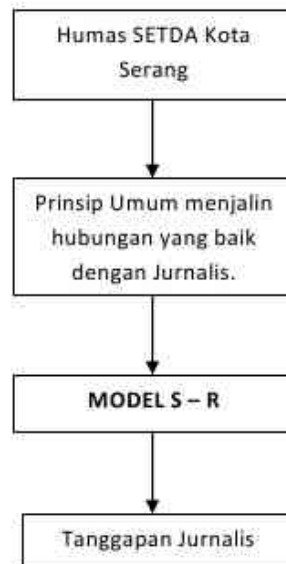 Humas SETDA Kota
Serang
Prinsip Umum menjalin
hubungan yang baik
dengan Jurnalis.
MODEL S – R
Tanggapan Jurnalis